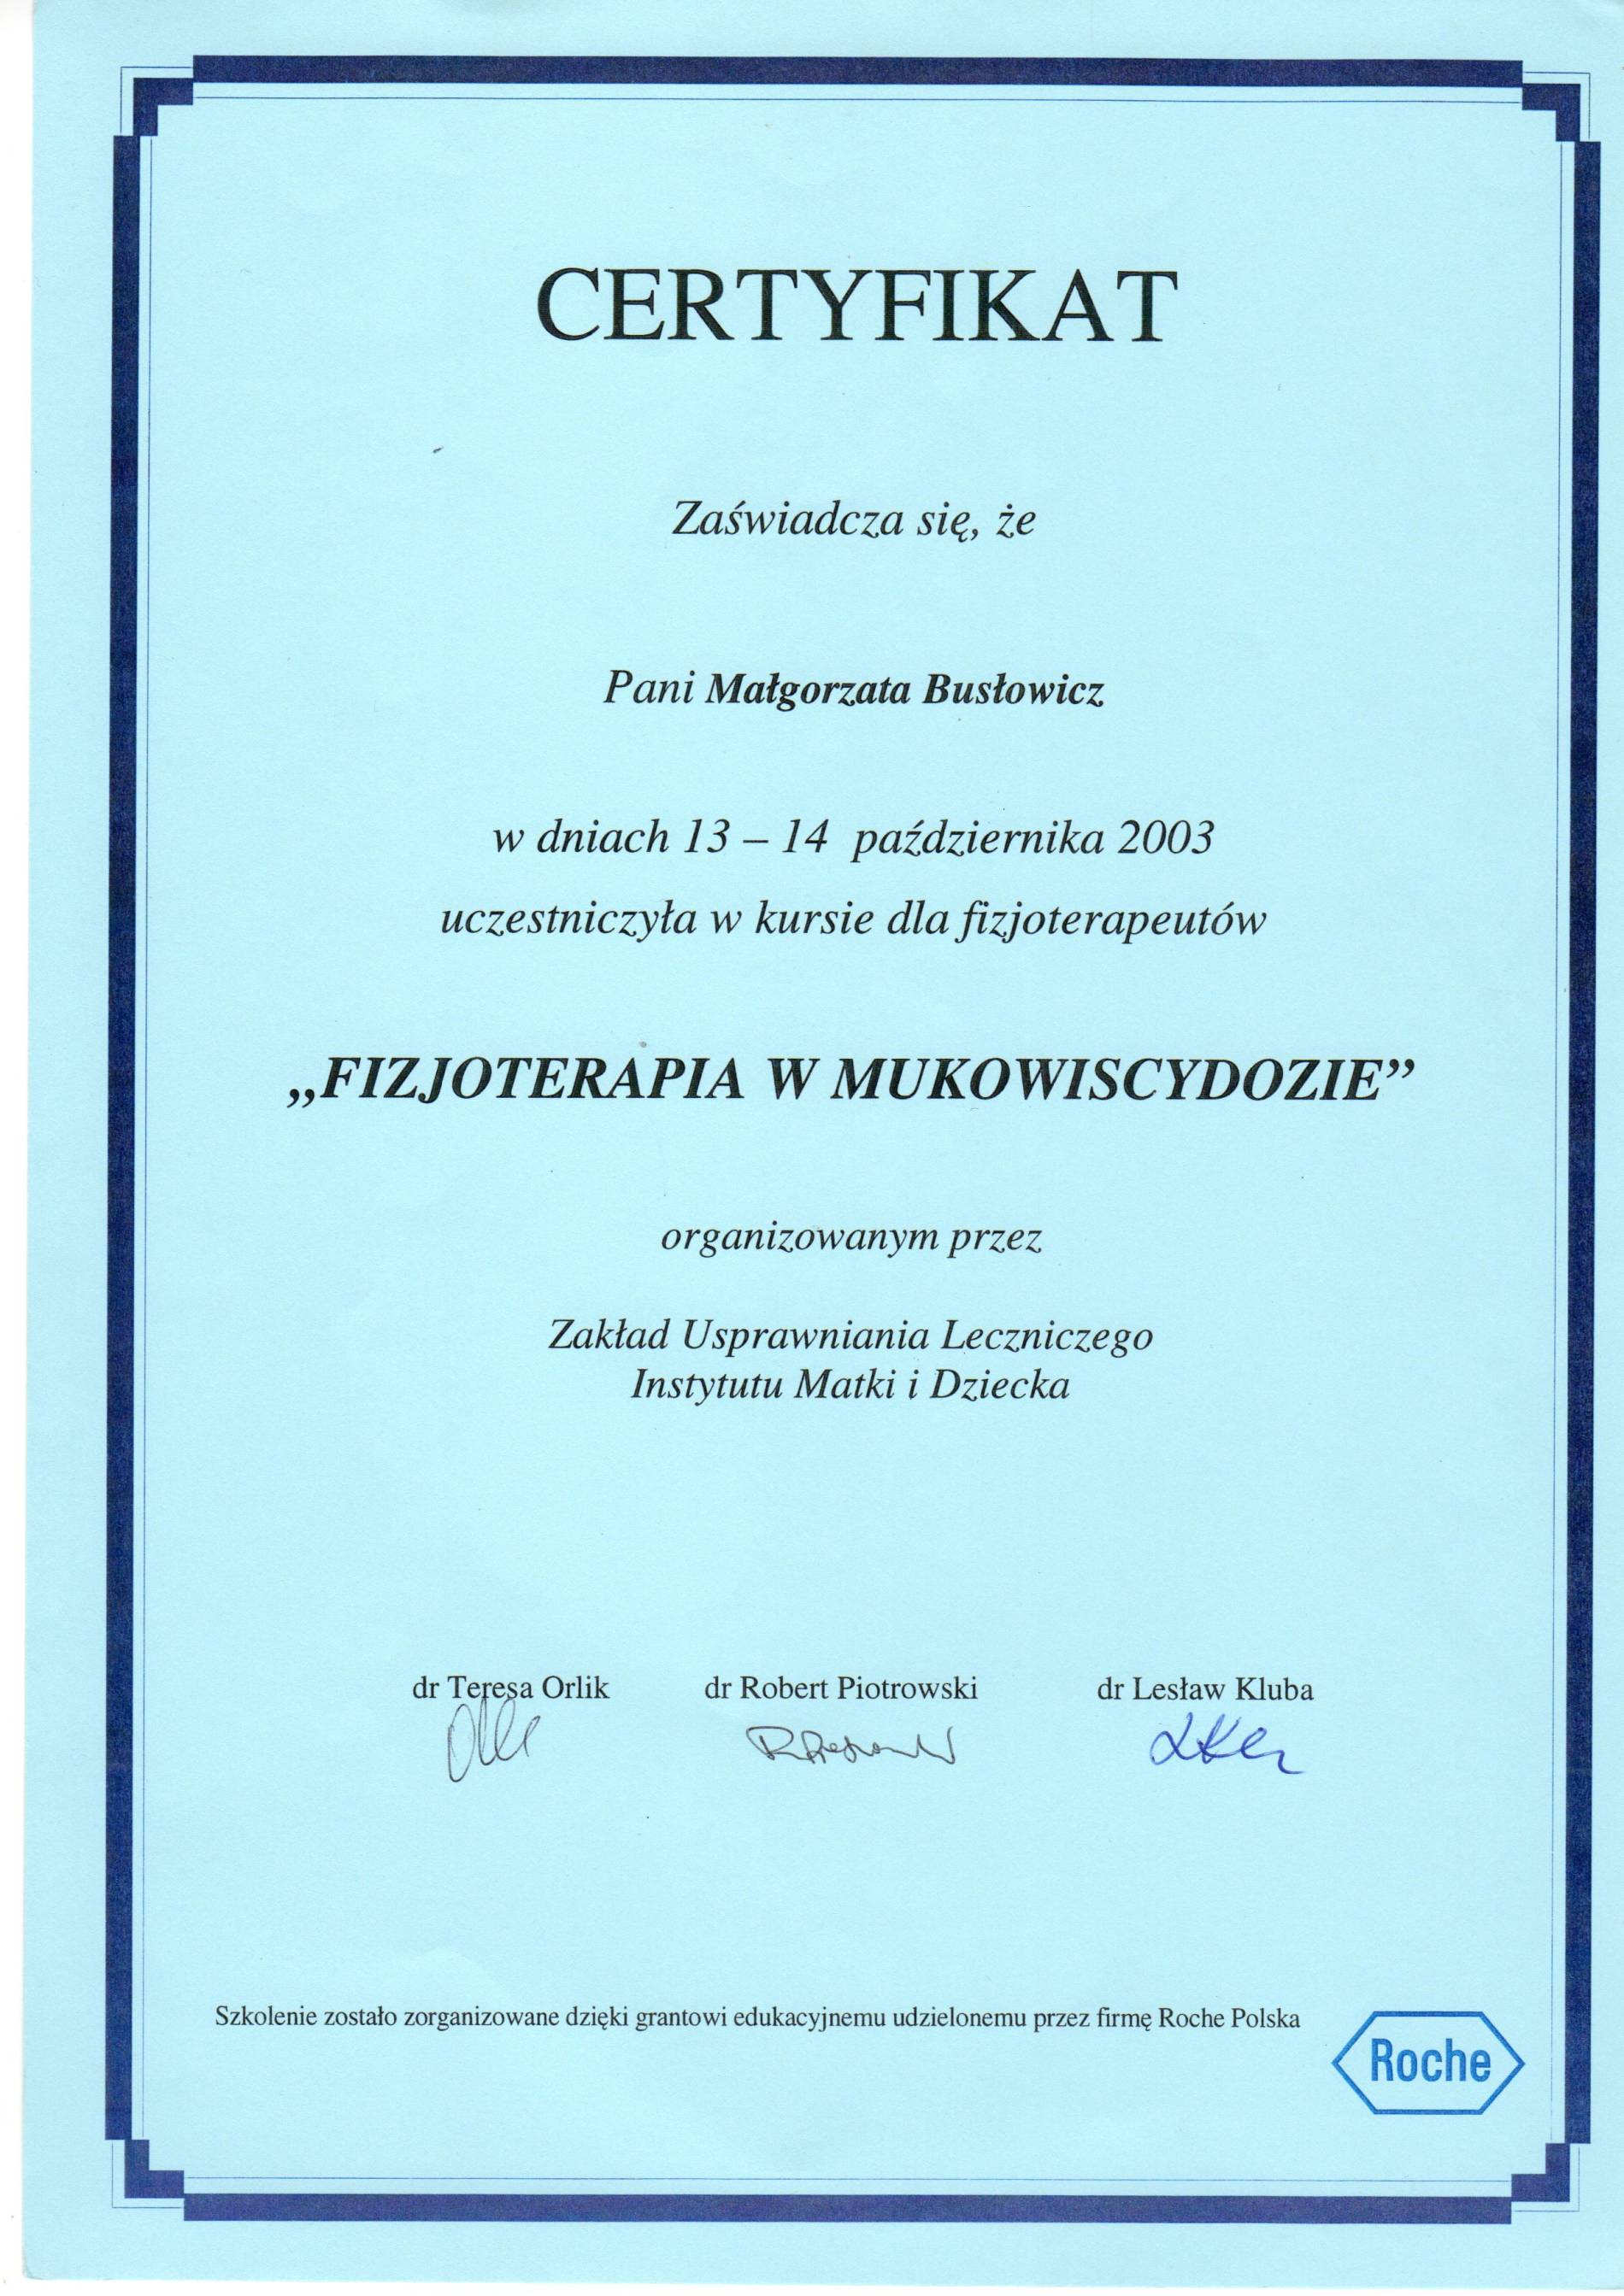 CERTYFIKAT
Zaświadcza się, że
Pani Małgorzata Busłowicz
w dniach 13 – 14 października 2003
uczestniczyła w kursie dla fizjoterapeutów
„FIZJOTERAPIA W MUKOWISCYDOZIE”
organizowanym przez
Zakład Usprawniania Leczniczego
Instytutu Matki i Dziecka
dr Teresa Orlik dr Robert Piotrowski dr Lesław Kluba
Szkolenie zostało zorganizowane dzięki grantowi edukacyjnemu udzielonemu przez firmę Roche Polska
Roche